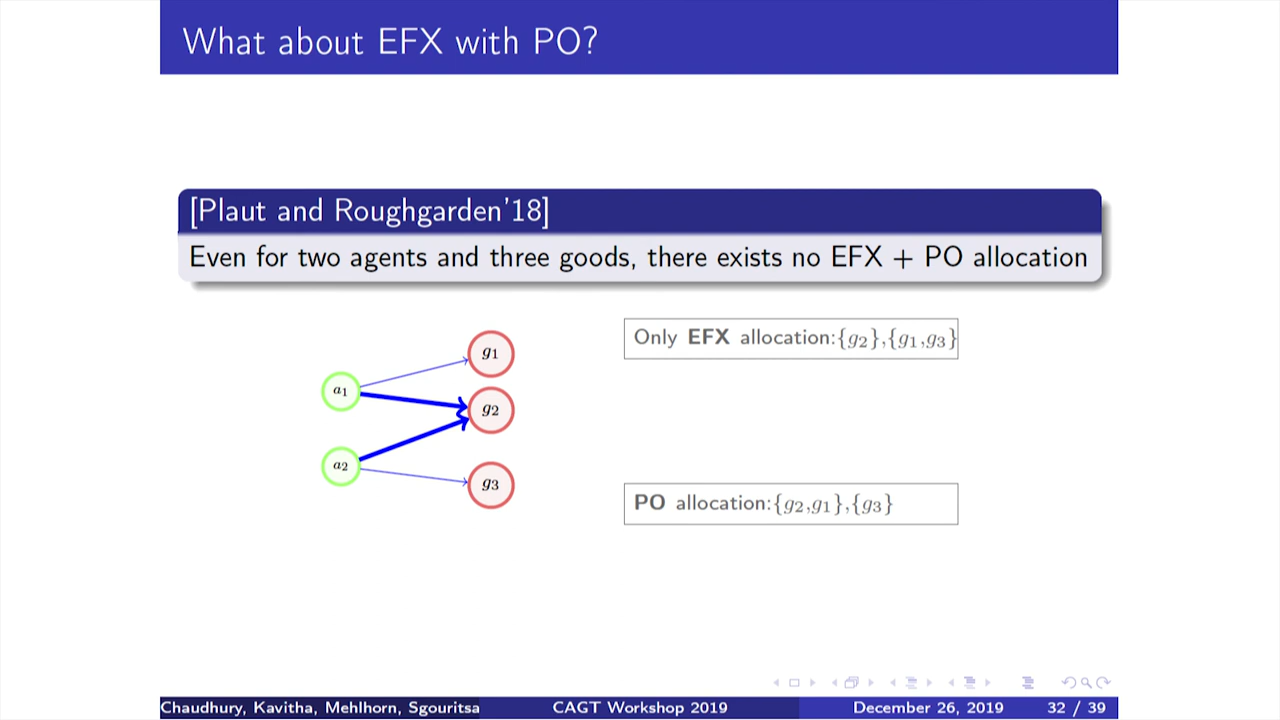 What about EFX with PO?
[Plaut and Roughgarden'18]
Even for two agents and three goods, there exists no EFX + PO allocation
a1
a2
g1
g2
g3
Only EFX allocation:{g2},{g1,g3}
PO allocation:{g2,g1},{g3}
Chaudhury, Kavitha, Mehlhorn, Sgouritsa
CAGT Workshop 2019
December 26, 2019
32 / 39